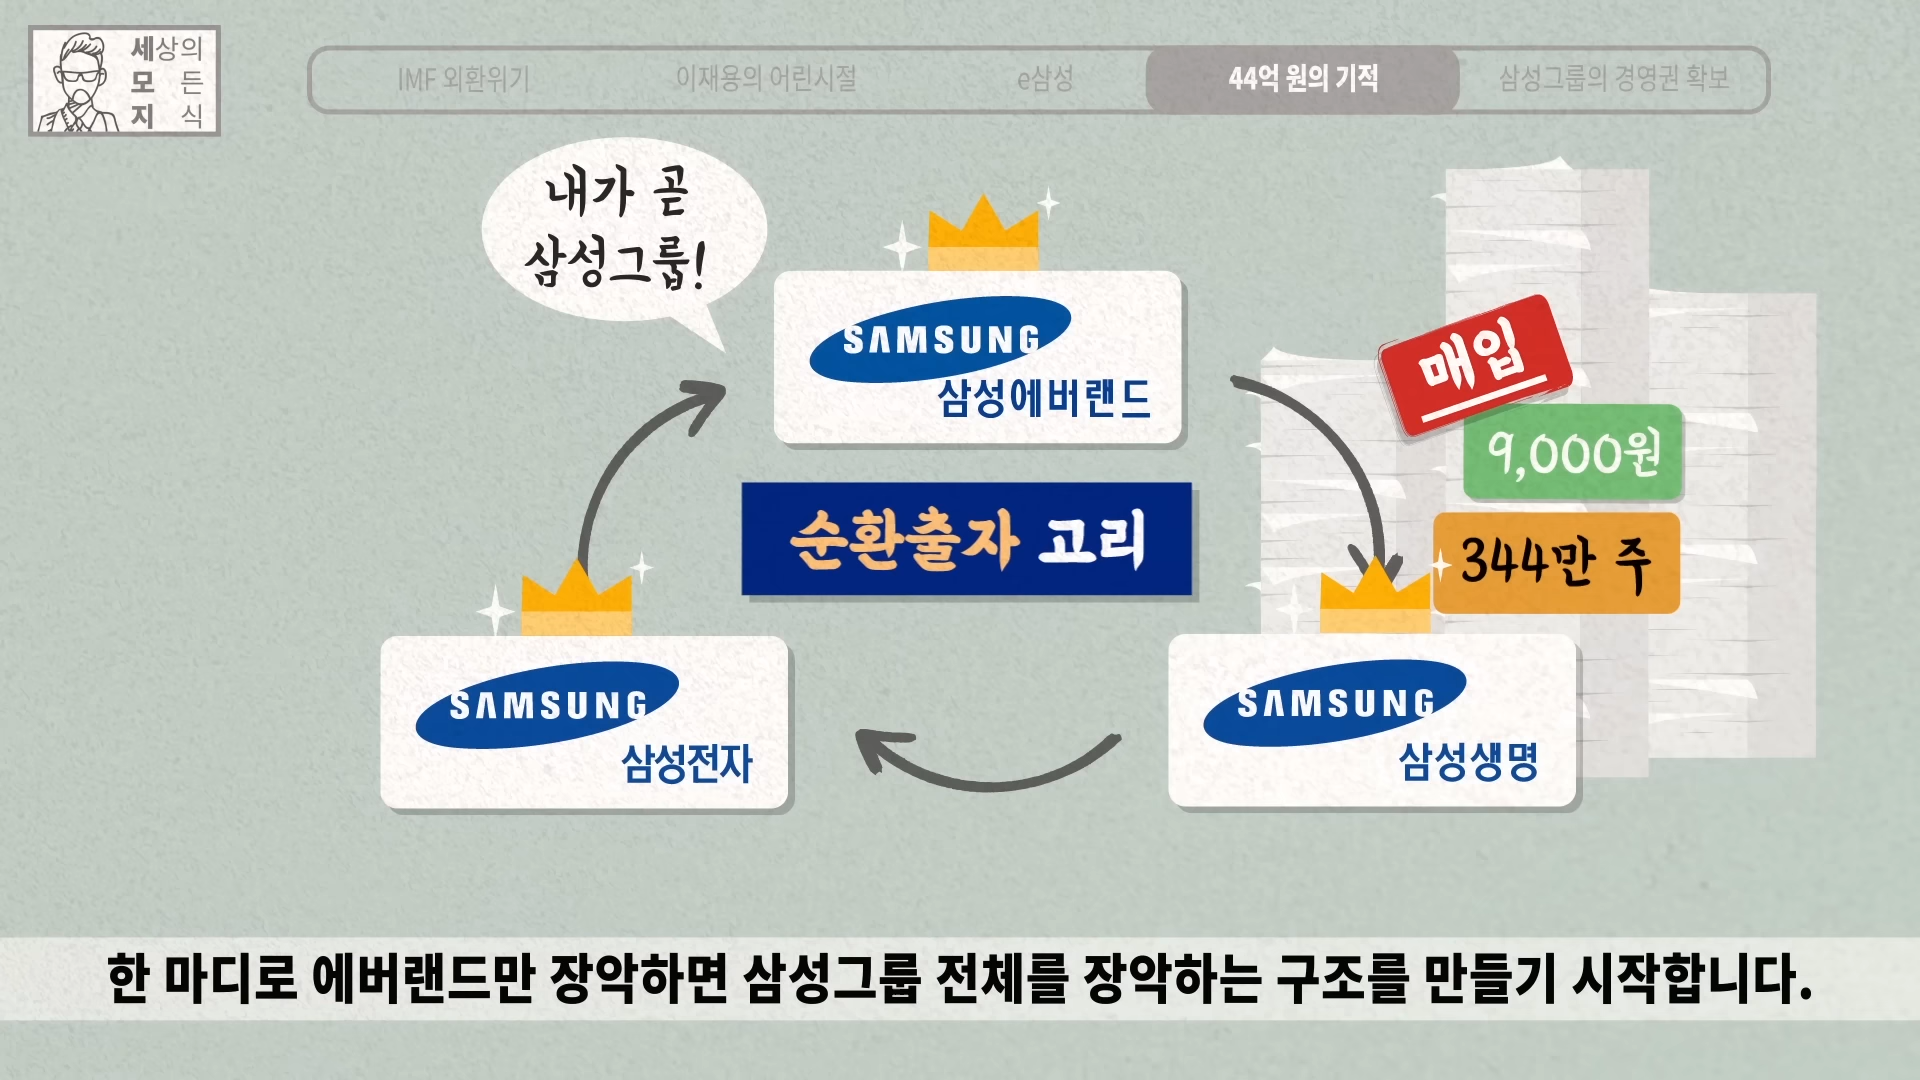 세상의
모든
지식
IMF 외환위기
이재용의 어린시절
e삼성
44억 원의 기적
삼성그룹의 경영권 확보
내가 곧
삼성그룹!
SAMSUNG
삼성에버랜드
매입
9,000원
344만 주
순환출자 고리
SAMSUNG
삼성전자
SAMSUNG
삼성생명
한 마디로 에버랜드만 장악하면 삼성그룹 전체를 장악하는 구조를 만들기 시작합니다.